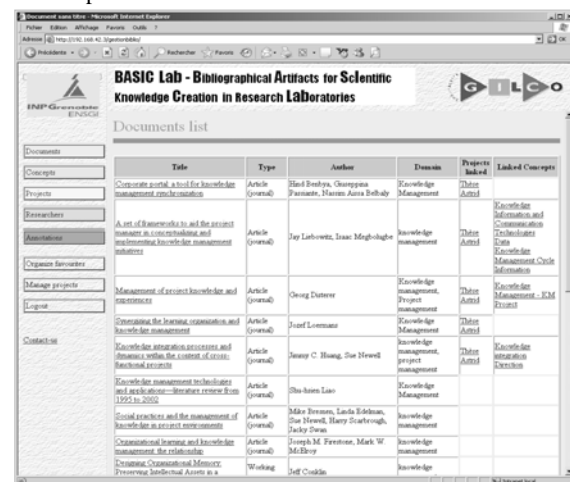 Document sans titre - Microsoft Internet Explorer
Fichier Edition Affichage Favoris Outils ?
Adresse OK
Précédente Rechercher Favoris
BASIC Lab - Bibliographical Artifacts for ScIentific
Knowledge Creation in Research LABoratories
INPGrenoble
ENSGI
G I L C O
Documents list
Documents
Concepts
Projects
Researchers
Annotations
Organize favourites
Manage projects
Logout
Contact-us
Title Type Author Domain Projects linked Linked Concepts
Corporate portal: a tool for knowledge
management synchronization
Article
(journal)
Hind Benbya, Giuseppina
Passiante, Nassim Aissa Belbaly
Knowledge
Management
Thèse
Astrid
A set of frameworks to aid the project
manager in conceptualizing and
implementing knowledge management
initiatives
Article
(journal)
Jay Liebowitz, Isaac Megbolugbe
knowledge
management
Thèse
Astrid
Knowledge
Information and
Communication
Technologies
Data
Knowledge
Management Cycle
Information
Management of project knowledge and
experiences
Article
(journal)
Georg Disterer
Knowledge
management,
Project
management
Thèse
Astrid
Knowledge
Management - KM
Project
Synergizing the learning organization and
knowledge management
Article
(journal)
Jozef Loermans
Knowledge
Management
Knowledge integration processes and
dynamics within the context of cross-
functional projects
Article
(journal)
Jimmy C. Huang, Sue Newell
Knowledge
management,
project
management
Thèse
Astrid
Knowledge
integration
Direction
Knowledge management technologies
and applications—literature review from
1995 to 2002
Article
(journal)
Shu-hsien Liao
Knowledge
Management
Social practices and the management of
knowledge in project environments
Article
(journal)
Mike Bresnen, Linda Edelman,
Sue Newell, Harry Scarbrough,
Jacky Swan
knowledge
management
Organizational learning and knowledge
management the relationship
Article
(journal)
Joseph M. Firestone, Mark W.
McElroy
Knowledge
management
Designing Organizational Memory:
Preserving Intellectual Assets in a
Working
Jeff Conklin
knowledge
Intranet local